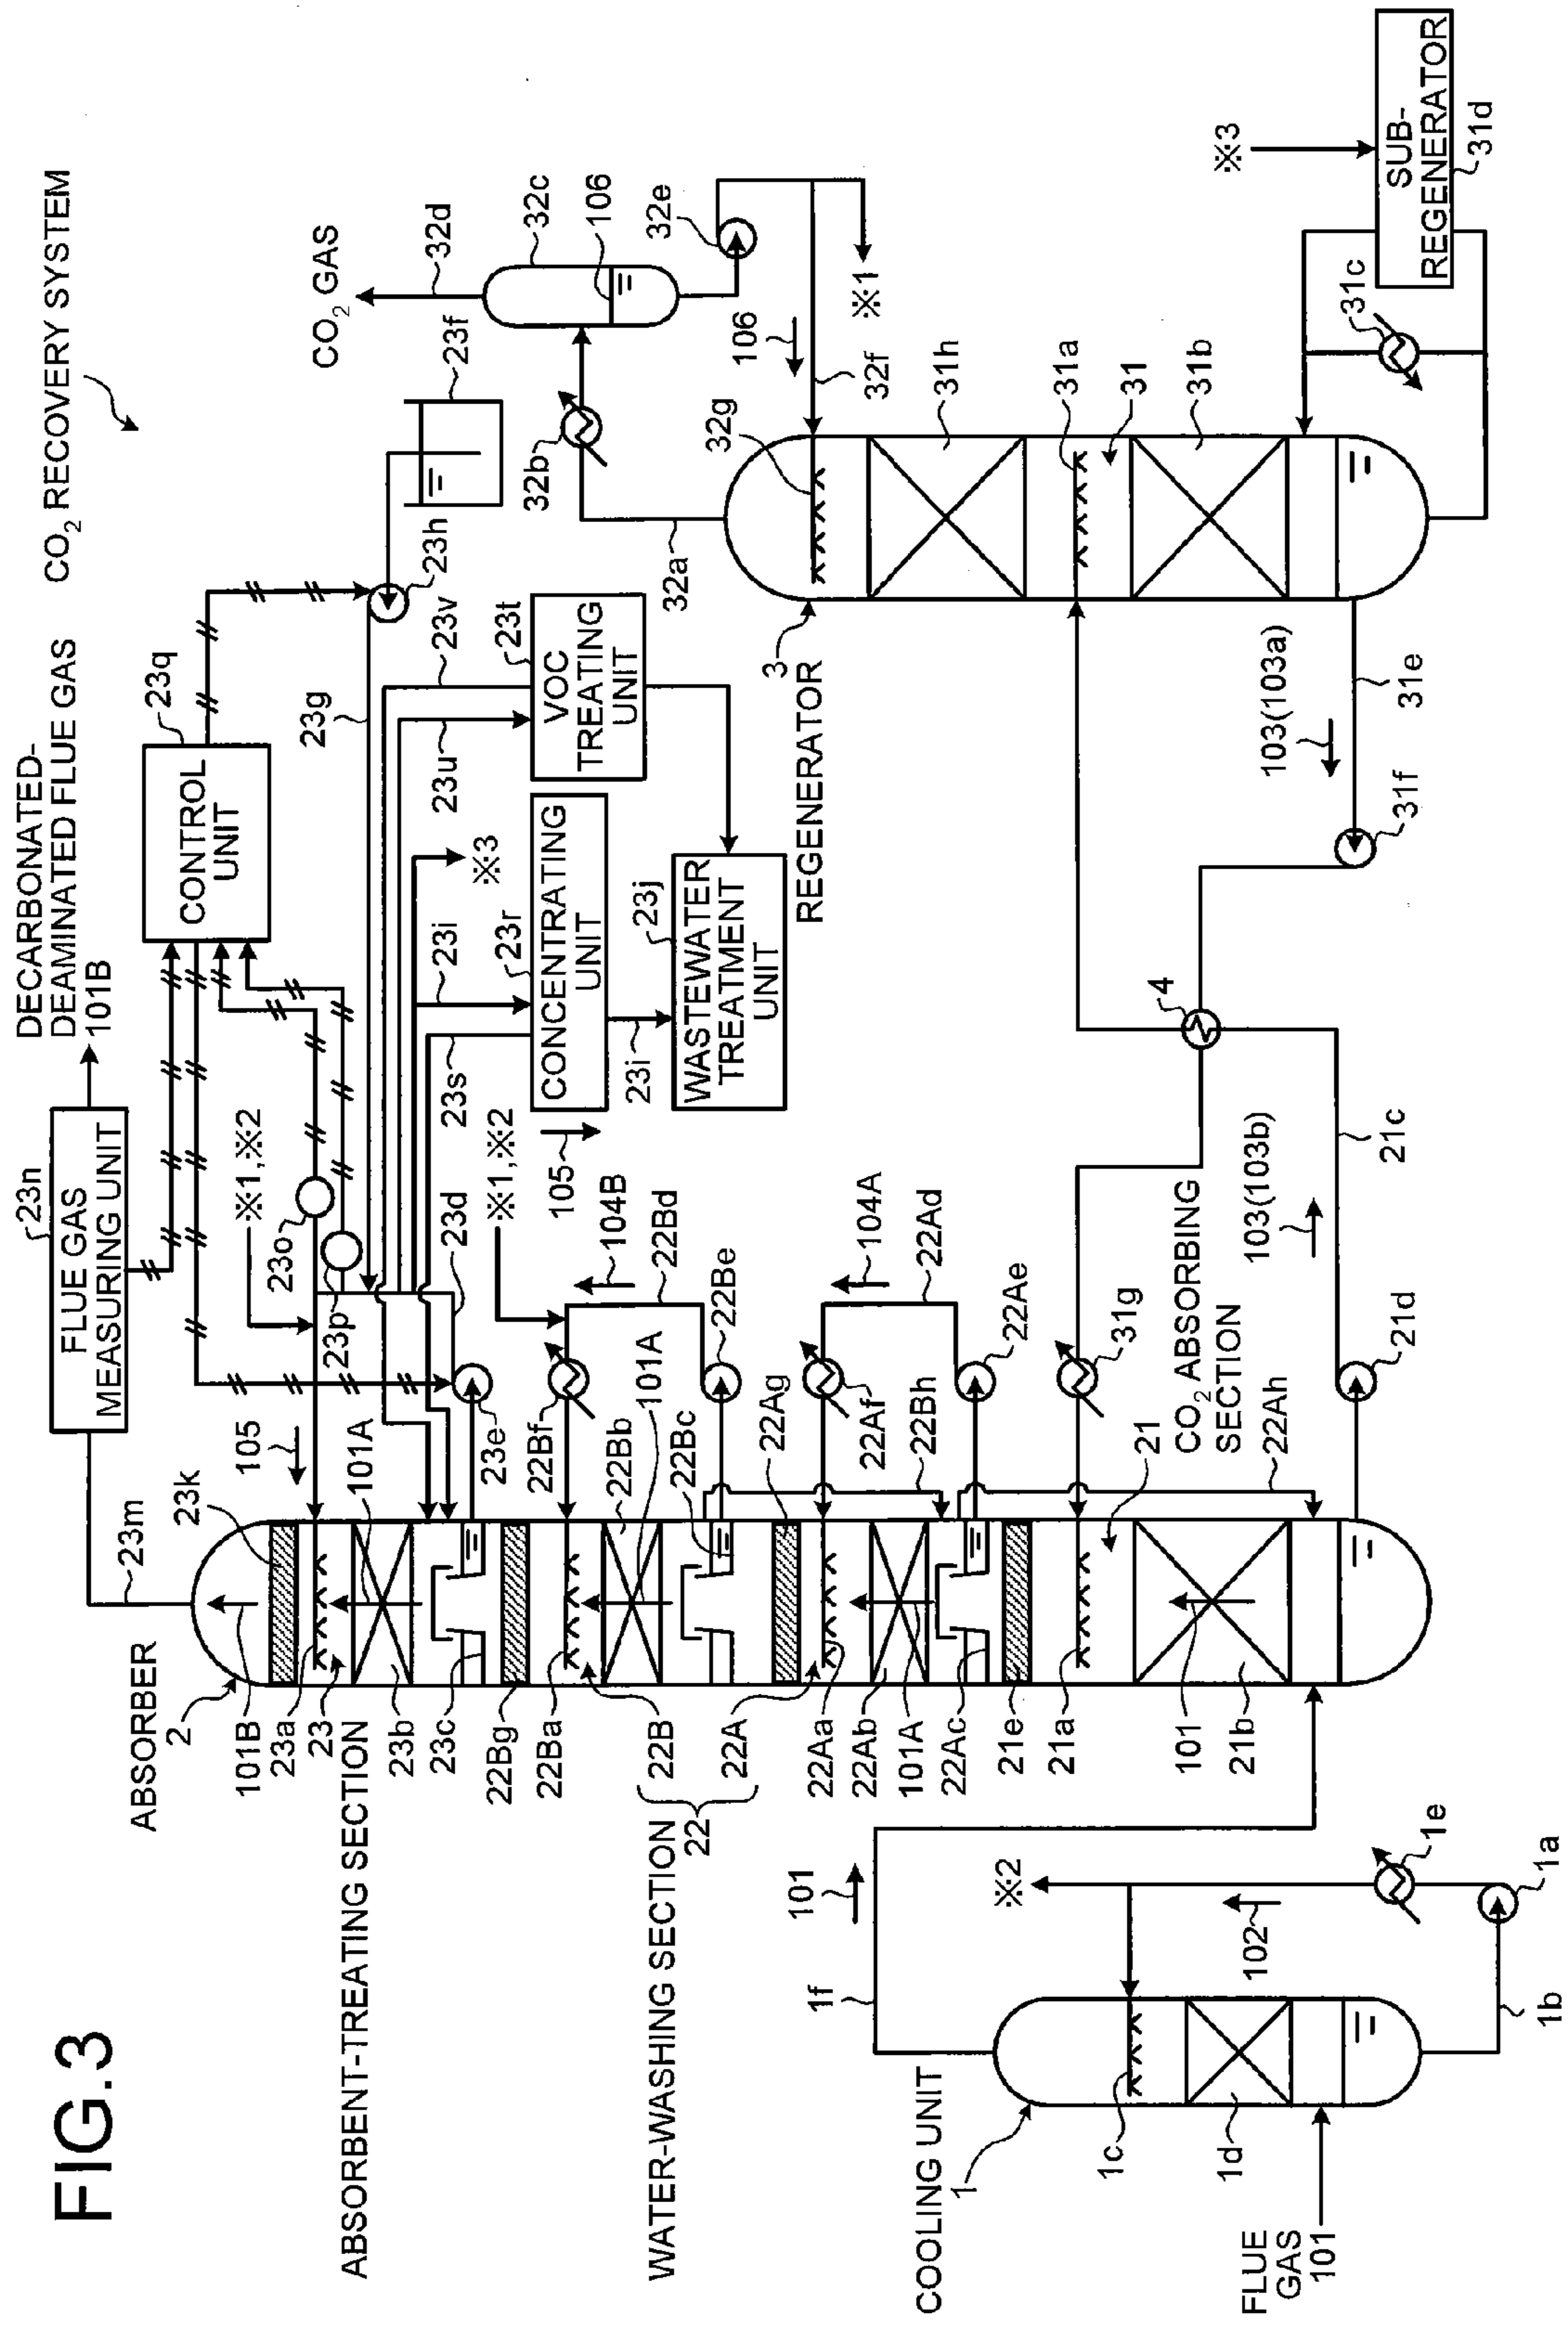 FIG.3
CO2 RECOVERY SYSTEM
DECARBONATED-
DEAMINATED FLUE GAS
101B
23n
FLUE GAS
MEASURING UNIT
23q
CONTROL
UNIT
※1,※2
23o
23p
23g
23h
23f
CO2 GAS
32d
32c
106
32e
※1
106
32f
32g
32b
32a
31h
31a
31
31b
31c
※3
SUB-
REGENERATOR
31d
3
REGENERATOR
23v
23t
VOC
TREATING
UNIT
23u
※3
23i
23r
CONCENTRATING
UNIT
23s
23i
23j
WASTEWATER
TREATMENT
UNIT
105
※1,※2
23d
23e
104B
22Bd
22Be
22Bf
101A
22Bb
22Bc
22Ag
104A
22Ad
22Ae
22Af
22Bh
31g
4
103(103a)
31e
31f
103(103b)
21c
21d
CO2 ABSORBING
SECTION
21
22Ah
105
101A
23k
23m
ABSORBER
2
101B
23a
23
ABSORBENT-TREATING SECTION
23b
23c
22Bg
22Ba
22B
22A
22
WATER-WASHING SECTION
22Aa
22Ab
101A
22Ac
21e
21a
101
21b
101
1f
※2
102
1e
1a
1b
COOLING UNIT
1
1c
1d
FLUE
GAS
101